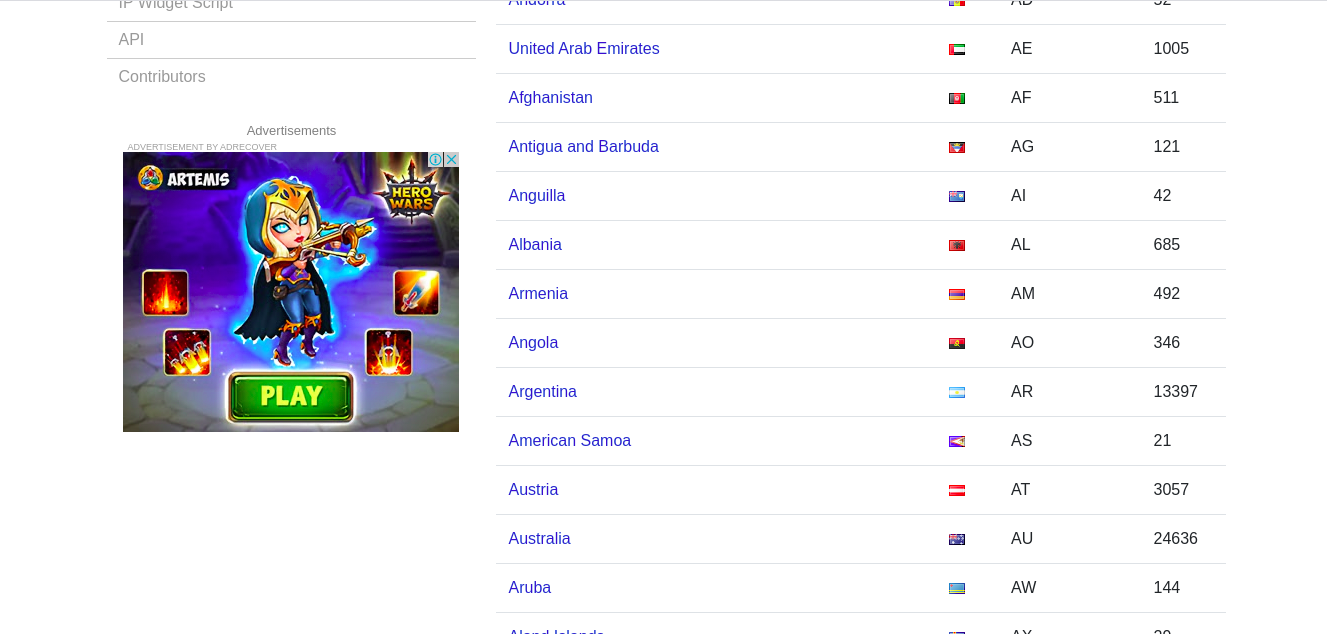 IP Widget Script
API
Contributors
Advertisements
ADVERTISEMENT BY ADRECOVER
ARTEMIS
HERO
WARS
PLAY
Andorra AD 52
United Arab Emirates AE 1005
Afghanistan AF 511
Antigua and Barbuda AG 121
Anguilla AI 42
Albania AL 685
Armenia AM 492
Angola AO 346
Argentina AR 13397
American Samoa AS 21
Austria AT 3057
Australia AU 24636
Aruba AW 144
Aland Islands AX